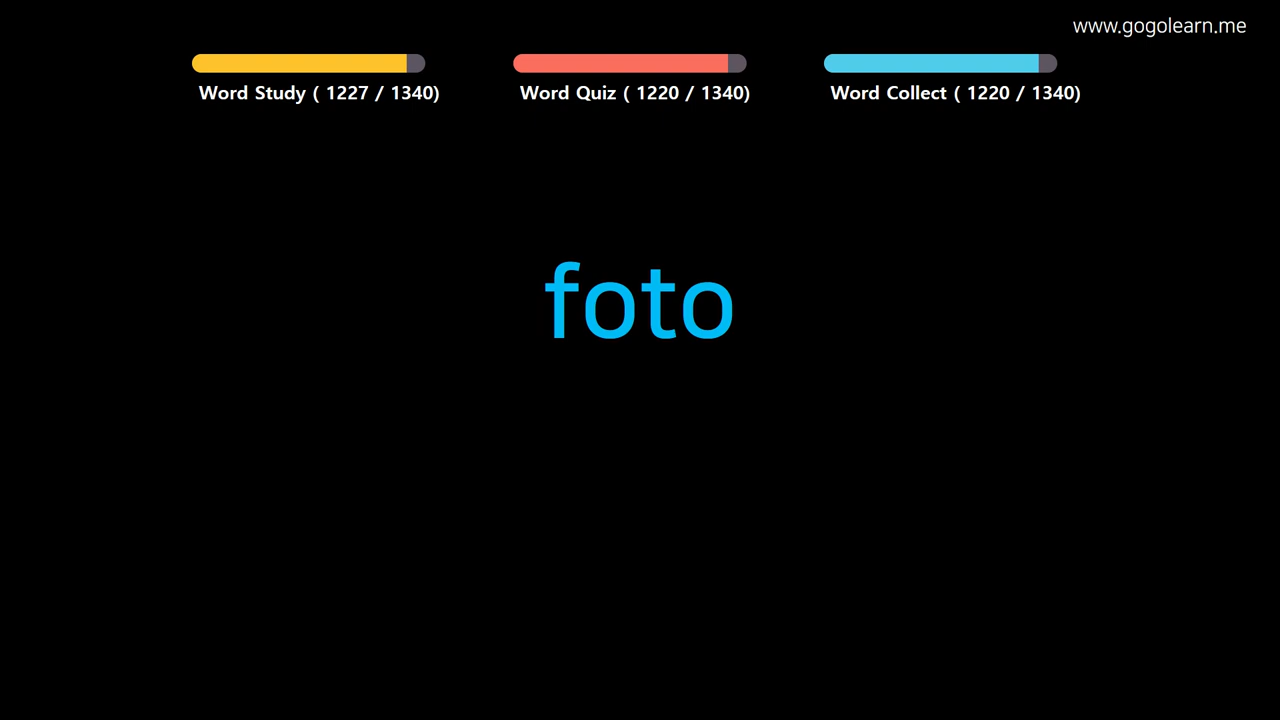 www.gogolearn.me
Word Study ( 1227 / 1340)
Word Quiz ( 1220 / 1340)
Word Collect ( 1220 / 1340)
foto